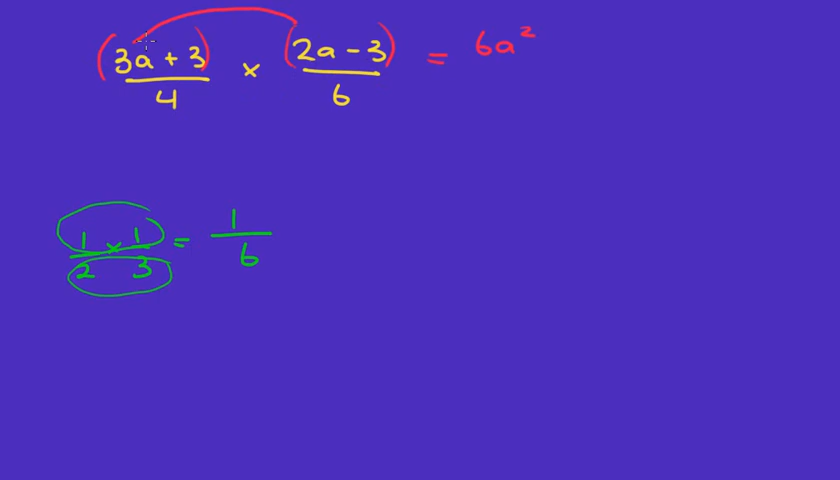 (3a + 3)/4 × (2a - 3)/6 = 6a²
1/2 × 1/3 = 1/6